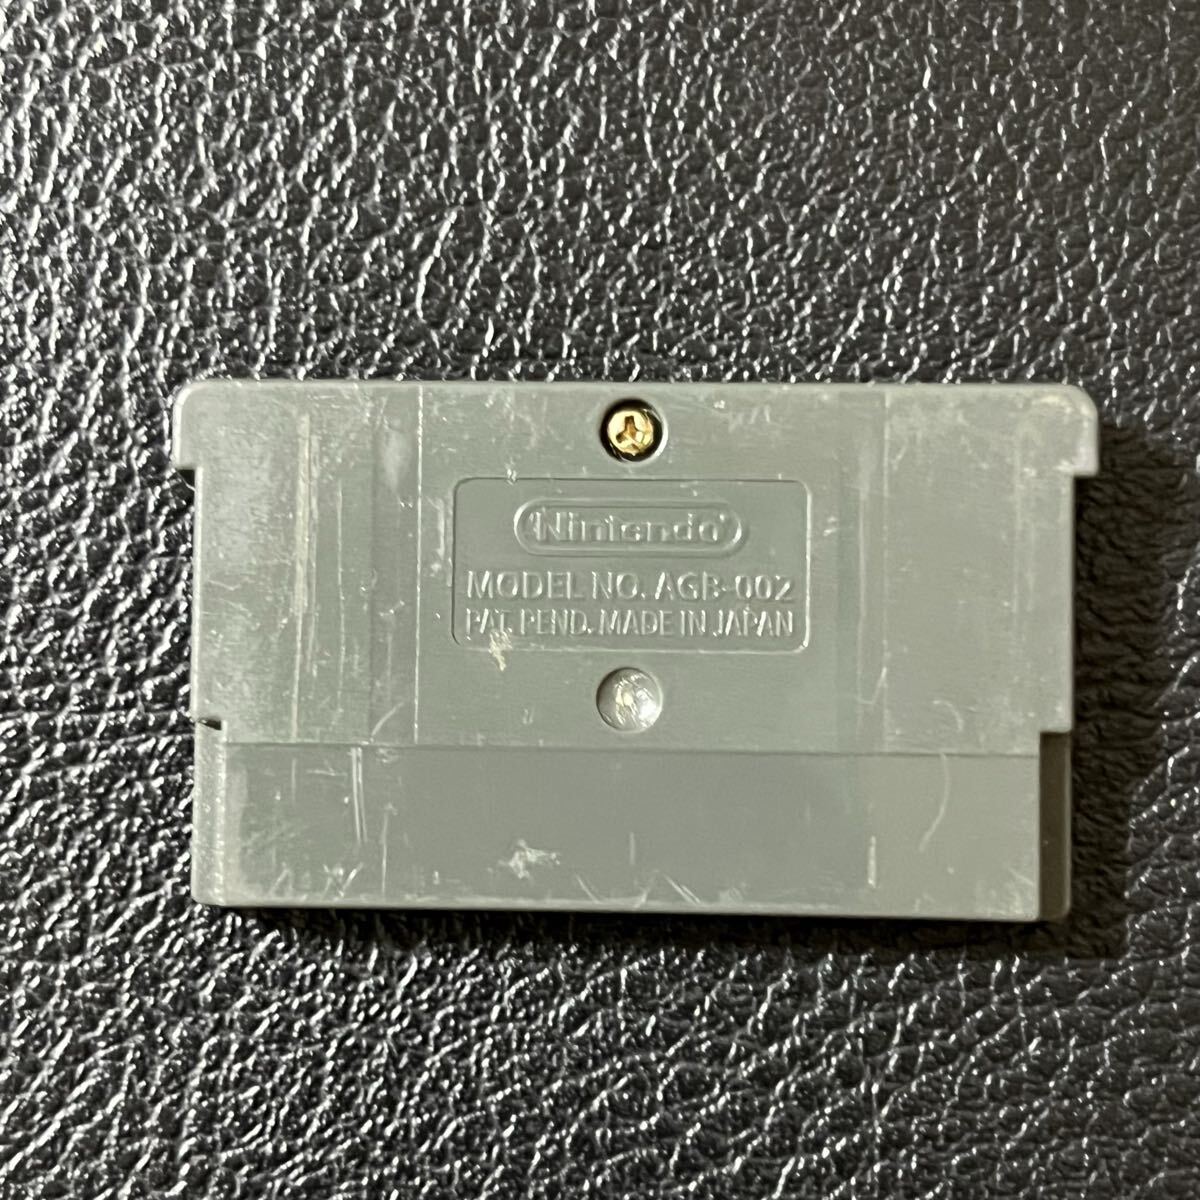 Nintendo
MODEL NO. AGB-002
PAT. PEND. MADE IN JAPAN